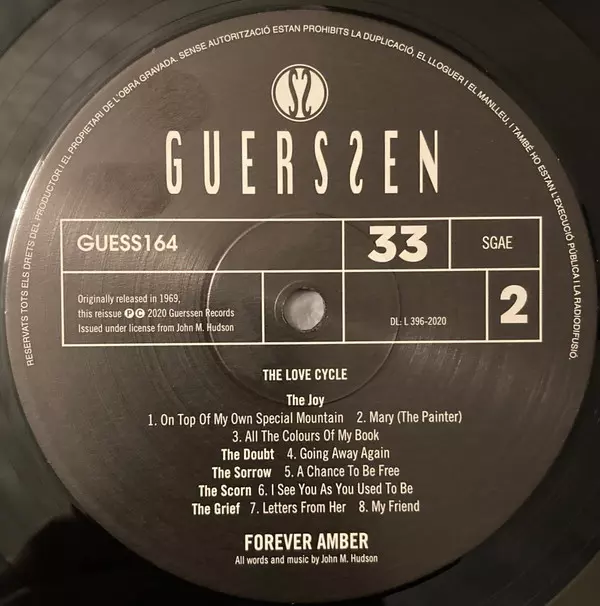 RESERVATS TOTS ELS DRETS DEL PRODUCTOR I EL PROPIETARI DE L'OBRA GRAVADA. SENSE AUTORITZACIÓ ESTAN PROHIBITS LA DUPLICACIÓ, EL LLOGUER I EL MANLLEU, I TAMBÉ HO ESTAN L'EXECUCIÓ PÚBLICA I LA RADIODIFUSIÓ.
GUERSSEN
GUESS164
33
SGAE
Originally released in 1969,
this reissue Ⓟ Ⓒ 2020 Guerssen Records
Issued under license from John M. Hudson
DL: L 396-2020
2
THE LOVE CYCLE
The Joy
1. On Top Of My Own Special Mountain 2. Mary (The Painter)
3. All The Colours Of My Book
The Doubt 4. Going Away Again
The Sorrow 5. A Chance To Be Free
The Scorn 6. I See You As You Used To Be
The Grief 7. Letters From Her 8. My Friend
FOREVER AMBER
All words and music by John M. Hudson